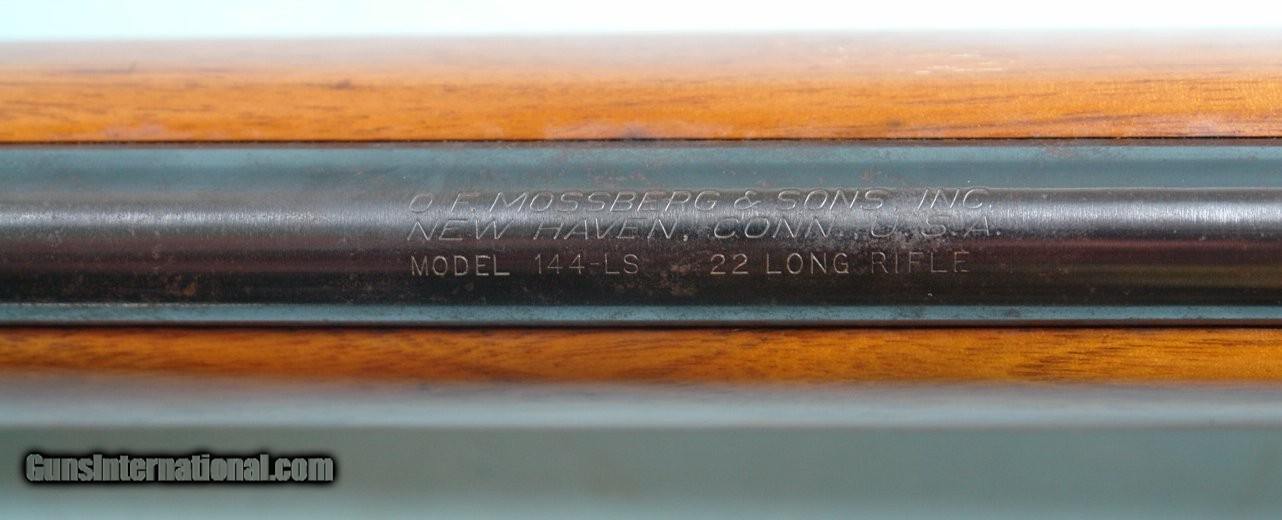 O.F. MOSSBERG & SONS, INC.
NEW HAVEN, CONN. U.S.A.
MODEL 144-LS 22 LONG RIFLE
GunsInternational.com